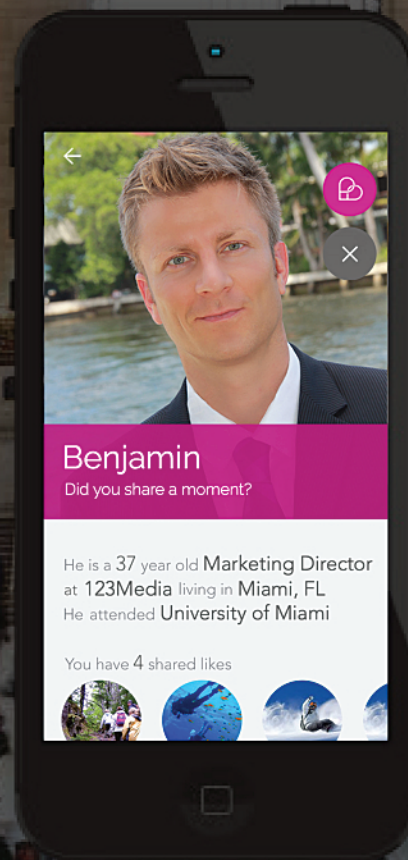 Benjamin
Did you share a moment?
He is a 37 year old Marketing Director
at 123Media living in Miami, FL
He attended University of Miami
You have 4 shared likes